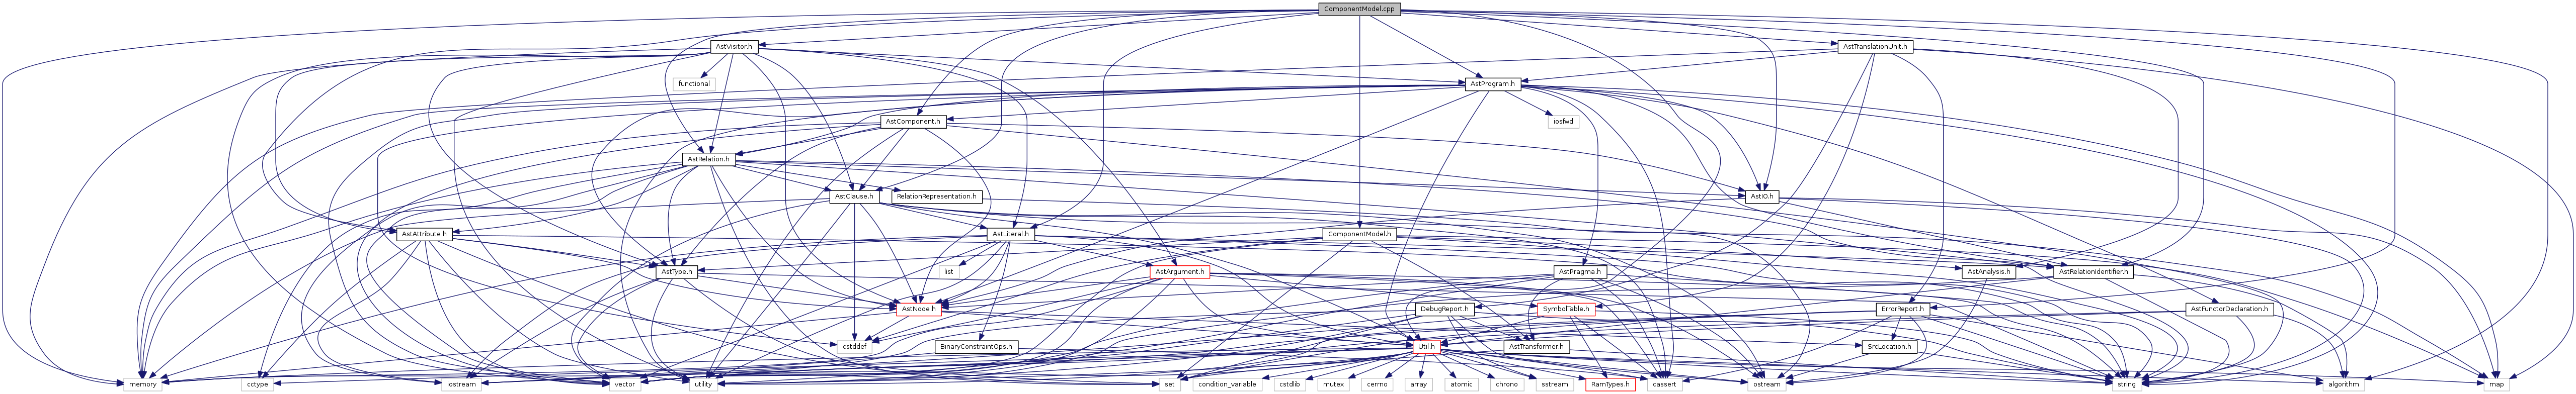 ComponentModel.cpp
AstVisitor.h
AstTranslationUnit.h
functional
AstProgram.h
AstComponent.h
iosfwd
AstRelation.h
AstClause.h
RelationRepresentation.h
AstIO.h
AstAttribute.h
AstLiteral.h
ComponentModel.h
AstType.h
list
AstArgument.h
AstPragma.h
AstAnalysis.h
AstRelationIdentifier.h
AstNode.h
DebugReport.h
SymbolTable.h
ErrorReport.h
AstFunctorDeclaration.h
cstddef
BinaryConstraintOps.h
Util.h
AstTransformer.h
SrcLocation.h
memory
cctype
iostream
vector
utility
set
condition_variable
cstdlib
mutex
cerrno
array
atomic
chrono
sstream
RamTypes.h
cassert
ostream
string
algorithm
map